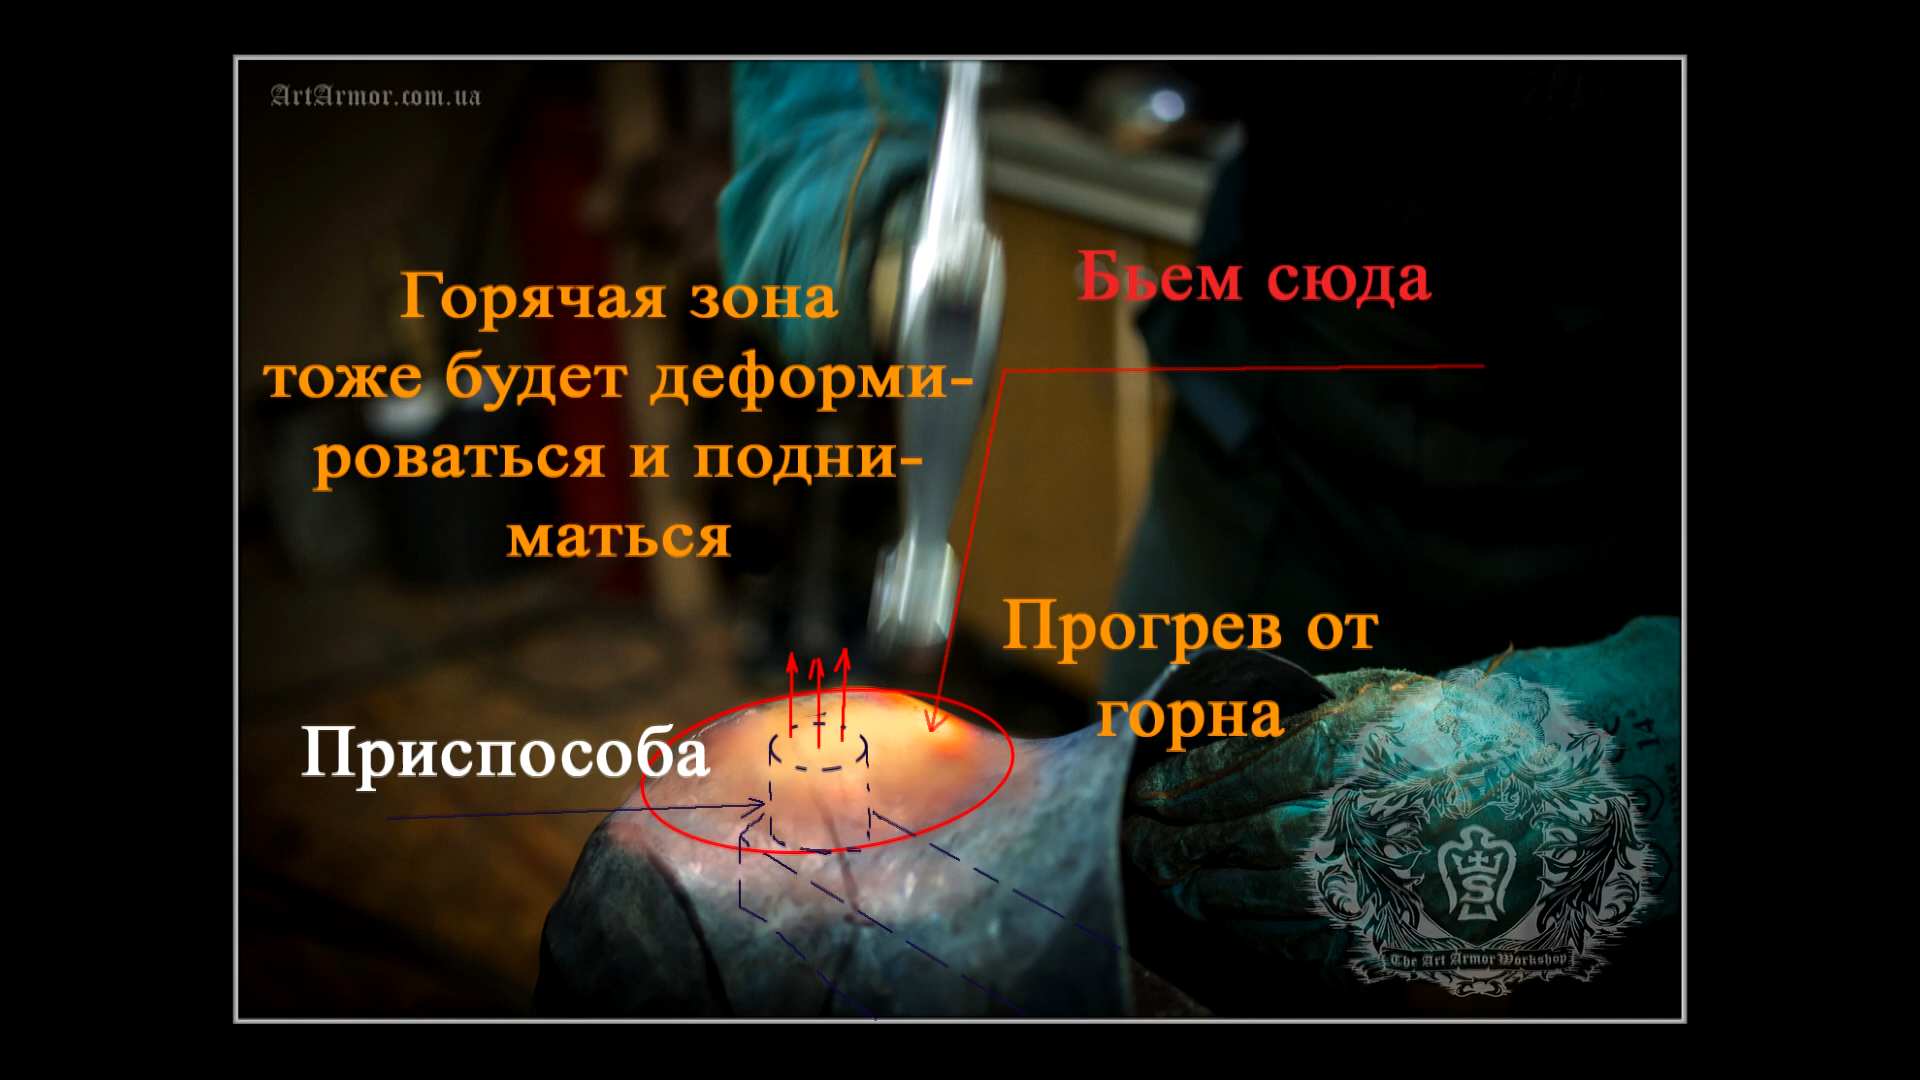 ArtArmor.com.ua
Бьем сюда
Горячая зона
тоже будет деформи-
роваться и подни-
маться
Прогрев от
горна
Приспособа
The Art Armor Workshop